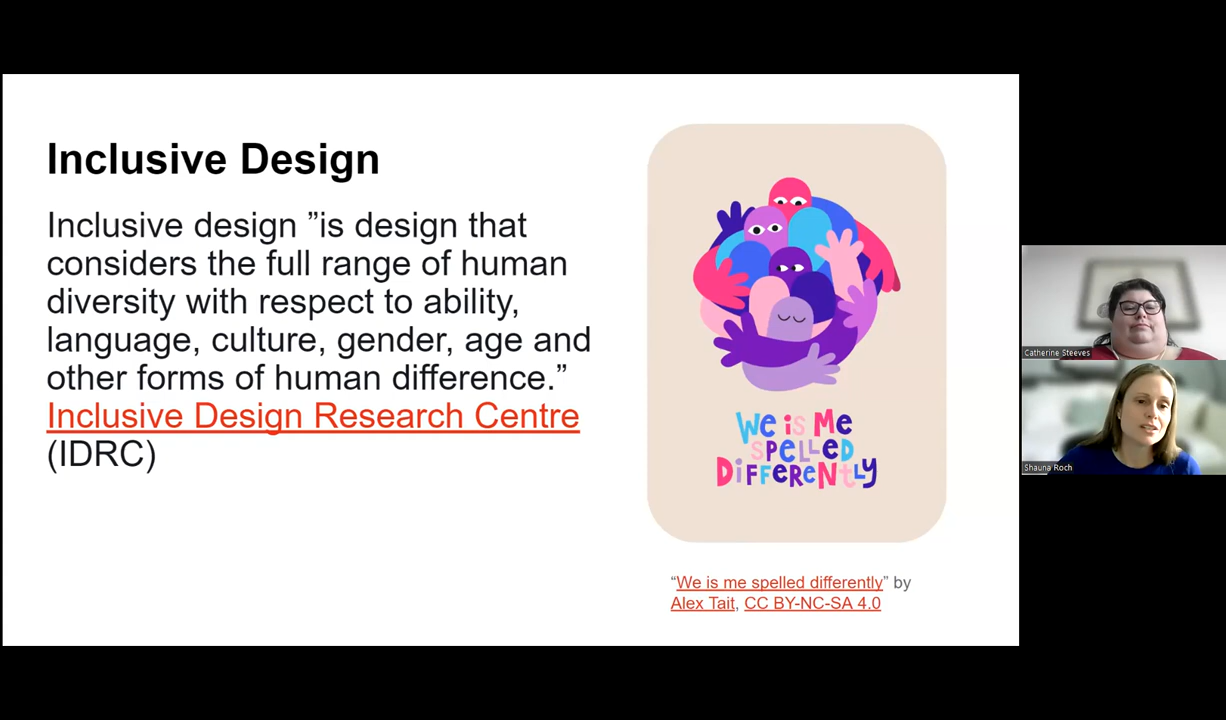 Inclusive Design
Inclusive design ”is design that
considers the full range of human
diversity with respect to ability,
language, culture, gender, age and
other forms of human difference.”
Inclusive Design Research Centre
(IDRC)
We is Me
SPELLED
DiFFEReNtLy
“We is me spelled differently” by
Alex Tait, CC BY-NC-SA 4.0
Catherine Steeves
Shauna Roch